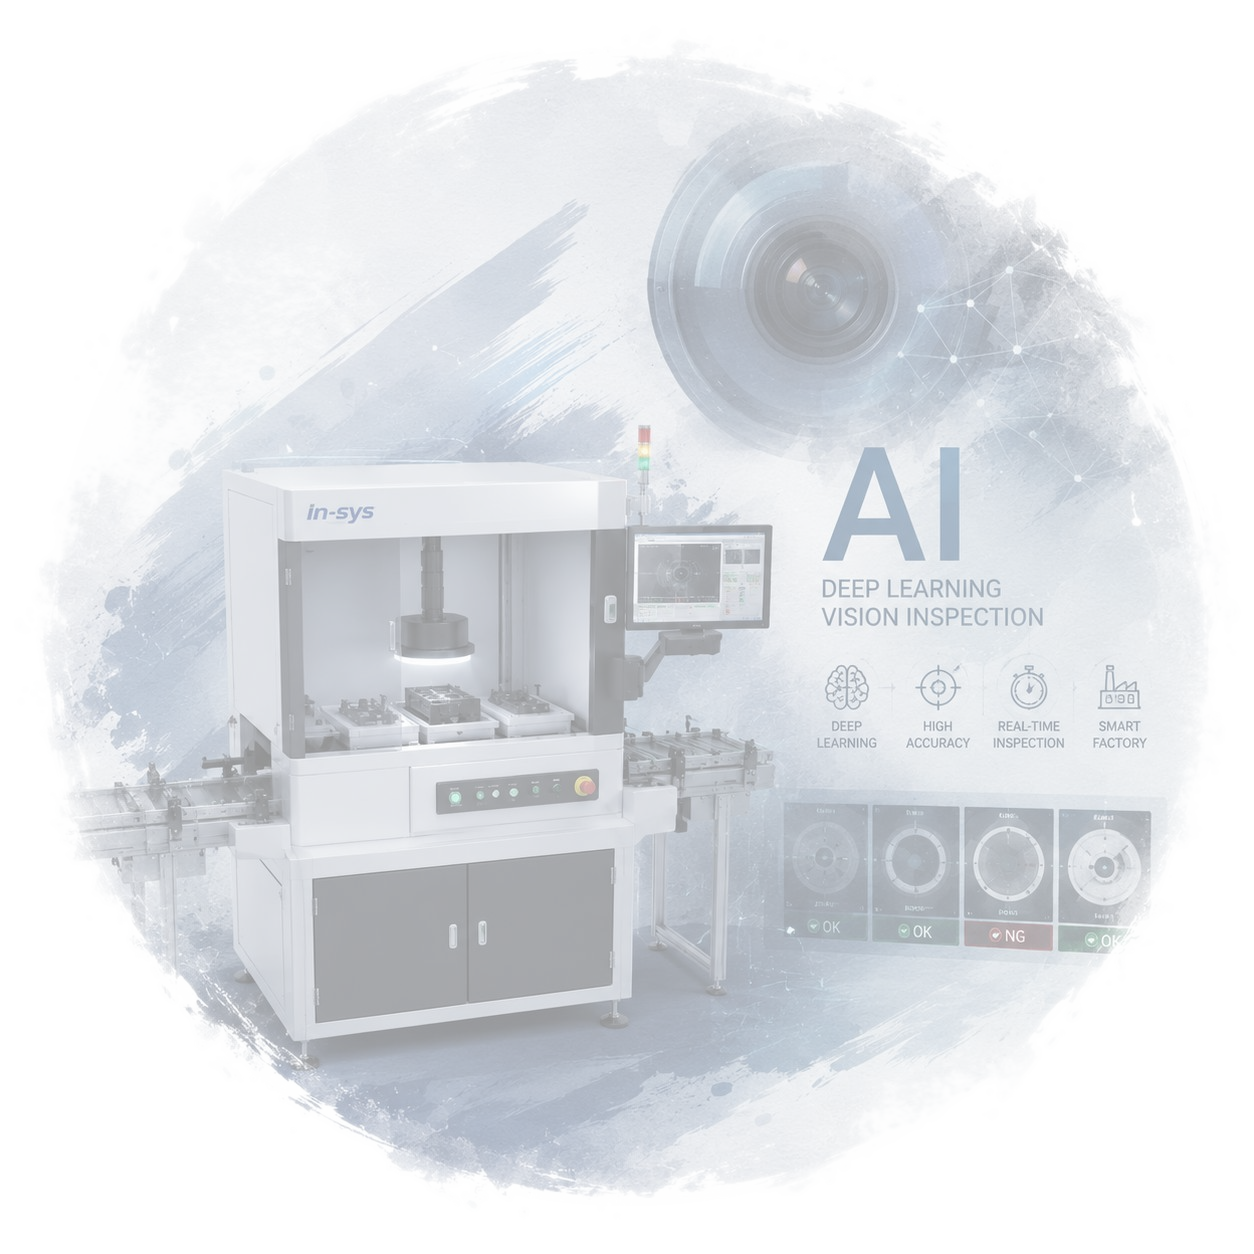 in-sys
AI
DEEP LEARNING
VISION INSPECTION
DEEP
LEARNING
HIGH
ACCURACY
REAL-TIME
INSPECTION
SMART
FACTORY
OK
OK
NG
OK